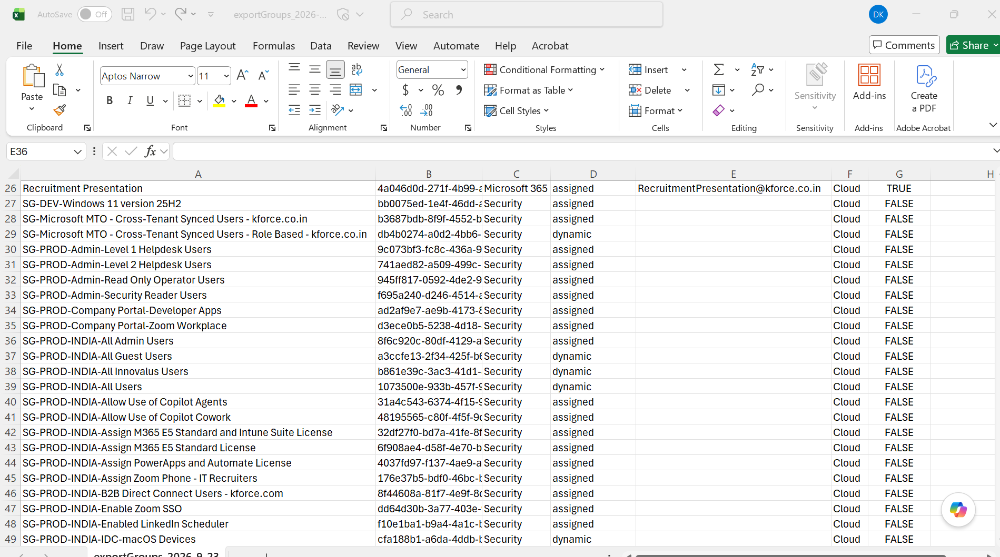 AutoSave Off exportGroups_2026-... Search DK
File Home Insert Draw Page Layout Formulas Data Review View Automate Help Acrobat Comments Share
Paste Aptos Narrow 11 General Conditional Formatting Insert Sensitivity Add-ins Create a PDF
B I U A $ % Format as Table Delete
Cell Styles Format
Clipboard Font Alignment Number Styles Cells Editing Sensitivity Add-ins Adobe Acrobat
E36 fx
A B C D E F G H
26 Recruitment Presentation 4a046d0d-271f-4b99-a Microsoft 365 assigned RecruitmentPresentation@kforce.co.in Cloud TRUE
27 SG-DEV-Windows 11 version 25H2 bb0075ed-1e4f-46dd-a Security assigned Cloud FALSE
28 SG-Microsoft MTO - Cross-Tenant Synced Users - kforce.co.in b3687bdb-8f9f-4552-b Security assigned Cloud FALSE
29 SG-Microsoft MTO - Cross-Tenant Synced Users - Role Based - kforce.co.in db4b0274-a0d2-4bb6- Security dynamic Cloud FALSE
30 SG-PROD-Admin-Level 1 Helpdesk Users 9c073bf3-fc8c-436a-9 Security assigned Cloud FALSE
31 SG-PROD-Admin-Level 2 Helpdesk Users 741aed82-a509-499c- Security assigned Cloud FALSE
32 SG-PROD-Admin-Read Only Operator Users 945ff817-0592-4de2-9 Security assigned Cloud FALSE
33 SG-PROD-Admin-Security Reader Users f695a240-d246-4514-a Security assigned Cloud FALSE
34 SG-PROD-Company Portal-Developer Apps ad2af9e7-ae9b-4173-8 Security assigned Cloud FALSE
35 SG-PROD-Company Portal-Zoom Workplace d3ece0b5-5238-4d18- Security assigned Cloud FALSE
36 SG-PROD-INDIA-All Admin Users 8f6c920c-80df-4129-a Security assigned Cloud FALSE
37 SG-PROD-INDIA-All Guest Users a3ccfe13-2f34-425f-b6 Security dynamic Cloud FALSE
38 SG-PROD-INDIA-All Innovalus Users b861e39c-3ac3-41d1- Security dynamic Cloud FALSE
39 SG-PROD-INDIA-All Users 1073500e-933b-457f-9 Security dynamic Cloud FALSE
40 SG-PROD-INDIA-Allow Use of Copilot Agents 31a4c543-6374-4f15-9 Security assigned Cloud FALSE
41 SG-PROD-INDIA-Allow Use of Copilot Cowork 48195565-c80f-4f5f-9c Security assigned Cloud FALSE
42 SG-PROD-INDIA-Assign M365 E5 Standard and Intune Suite License 32df27f0-bd7a-41fe-8f Security assigned Cloud FALSE
43 SG-PROD-INDIA-Assign M365 E5 Standard License 6f908ae4-d58f-4e70-b Security assigned Cloud FALSE
44 SG-PROD-INDIA-Assign PowerApps and Automate License 4037fd97-f137-4ae9-a Security assigned Cloud FALSE
45 SG-PROD-INDIA-Assign Zoom Phone - IT Recruiters 176e37b5-bdf0-46bc-b Security assigned Cloud FALSE
46 SG-PROD-INDIA-B2B Direct Connect Users - kforce.com 8f44608a-81f7-4e9f-8c Security assigned Cloud FALSE
47 SG-PROD-INDIA-Enable Zoom SSO dd64d30b-3a77-403e- Security assigned Cloud FALSE
48 SG-PROD-INDIA-Enabled LinkedIn Scheduler f10e1ba1-b9a4-4a1c-b Security assigned Cloud FALSE
49 SG-PROD-INDIA-IDC-macOS Devices cfa188b1-a6da-4ddb-b Security dynamic Cloud FALSE
exportGroups_2026-9-23